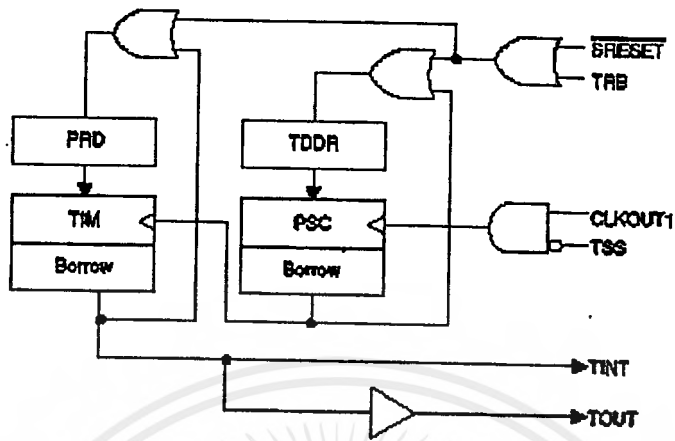 SRESET
TRB
PRD
TDDR
TIM
PSC
CLKOUT1
TSS
Borrow
Borrow
TINT
TOUT